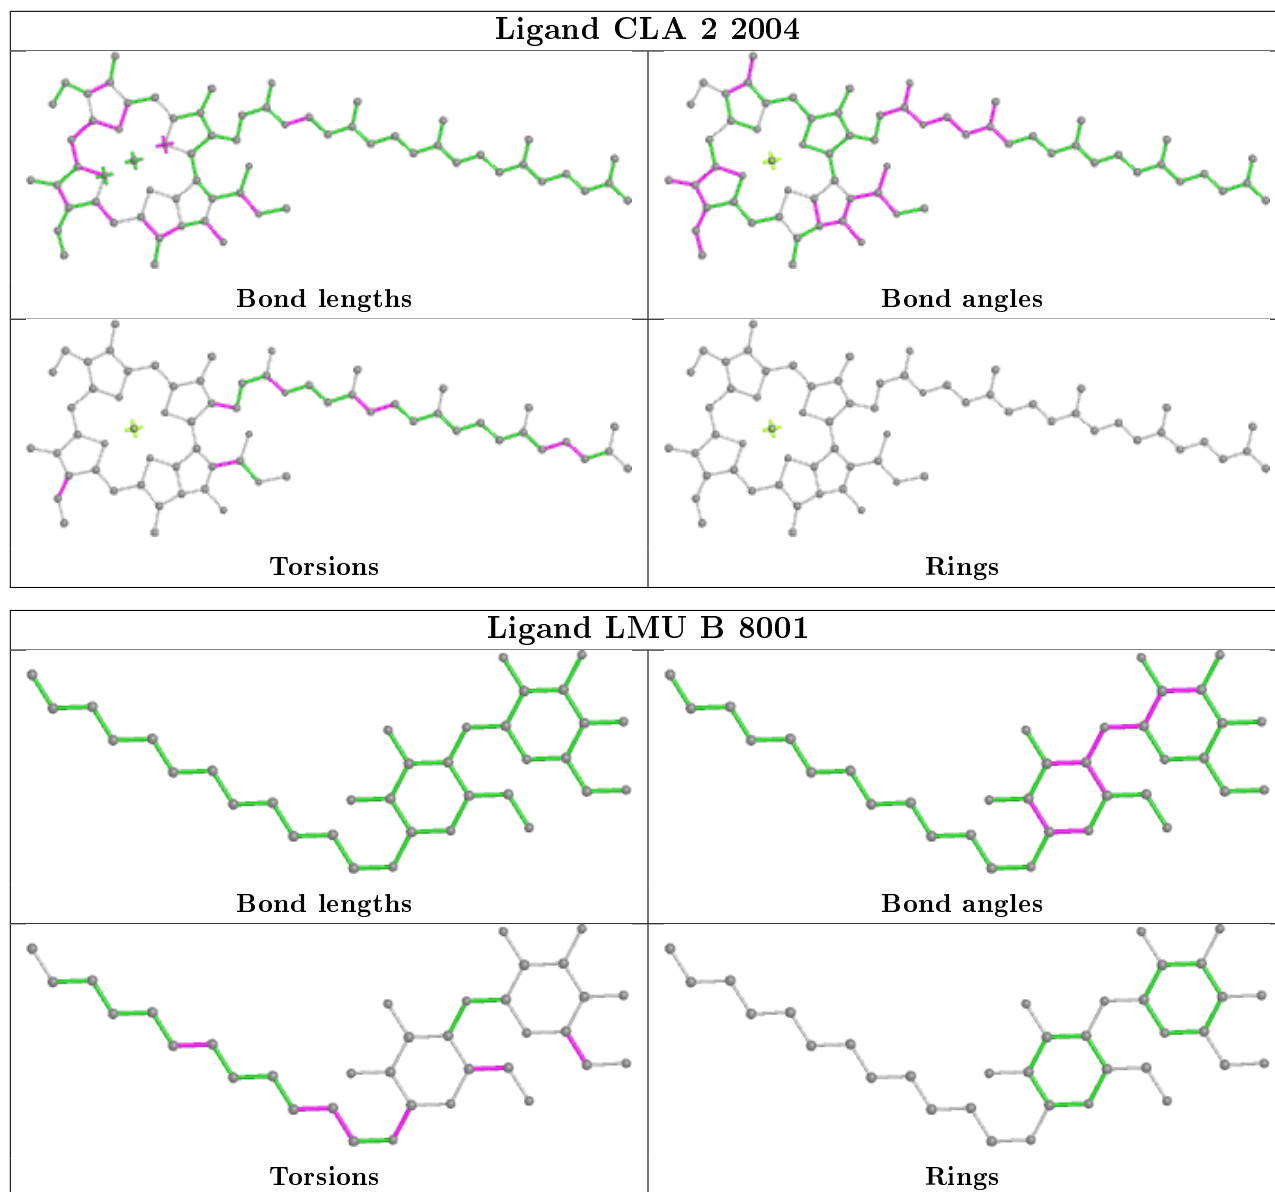 Ligand CLA 2 2004
Bond lengths
Bond angles
Torsions
Rings
Ligand LMU B 8001
Bond lengths
Bond angles
Torsions
Rings